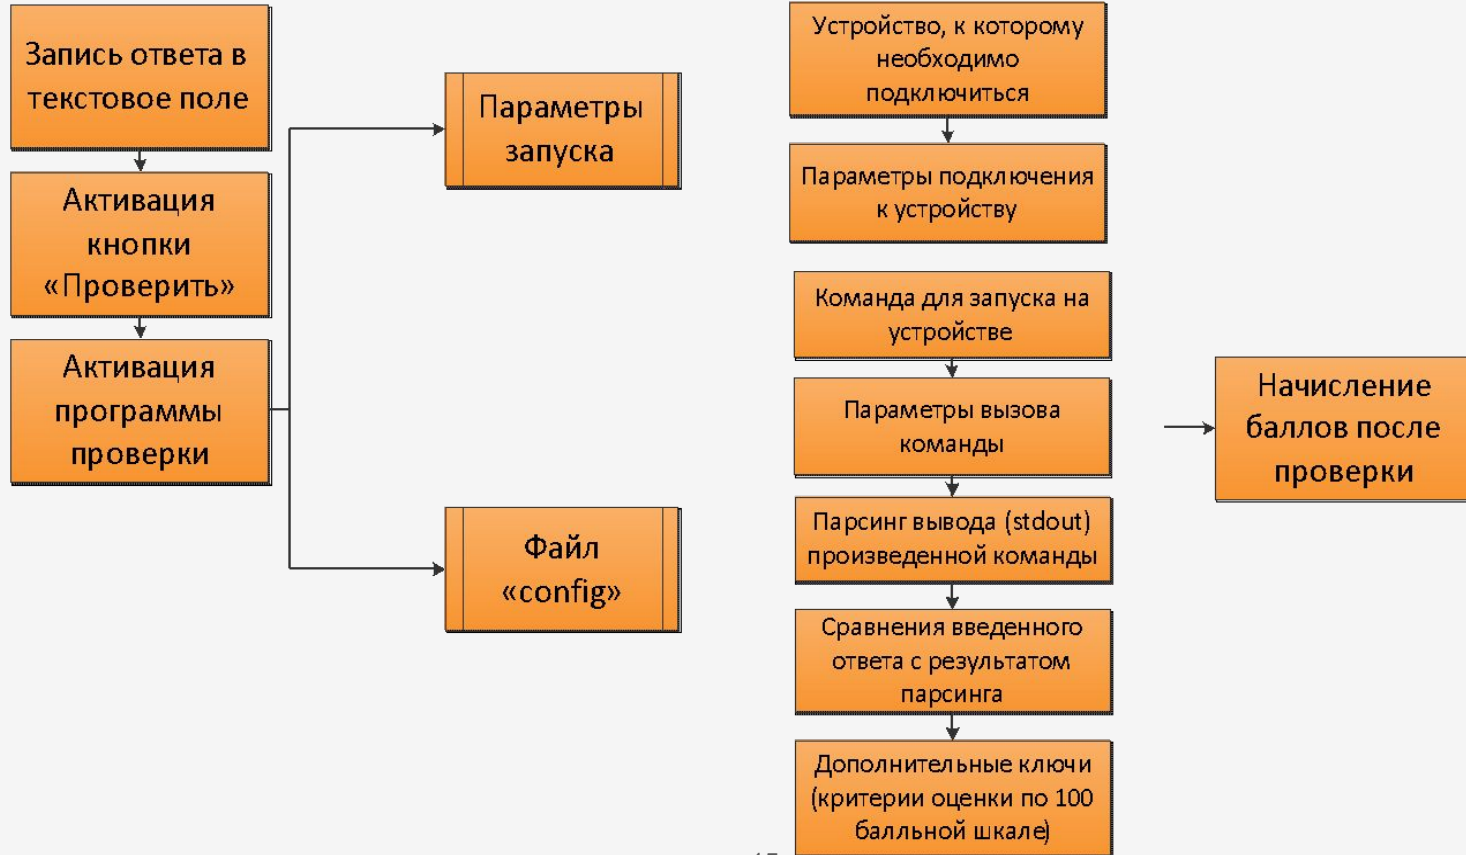 Запись ответа в
текстовое поле
Активация
кнопки
«Проверить»
Активация
программы
проверки
Параметры
запуска
Файл
«config»
Устройство, к которому
необходимо
подключиться
Параметры подключения
к устройству
Команда для запуска на
устройстве
Параметры вызова
команды
Парсинг вывода (stdout)
произведенной команды
Сравнения введенного
ответа с результатом
парсинга
Дополнительные ключи
(критерии оценки по 100
балльной шкале)
Начисление
баллов после
проверки